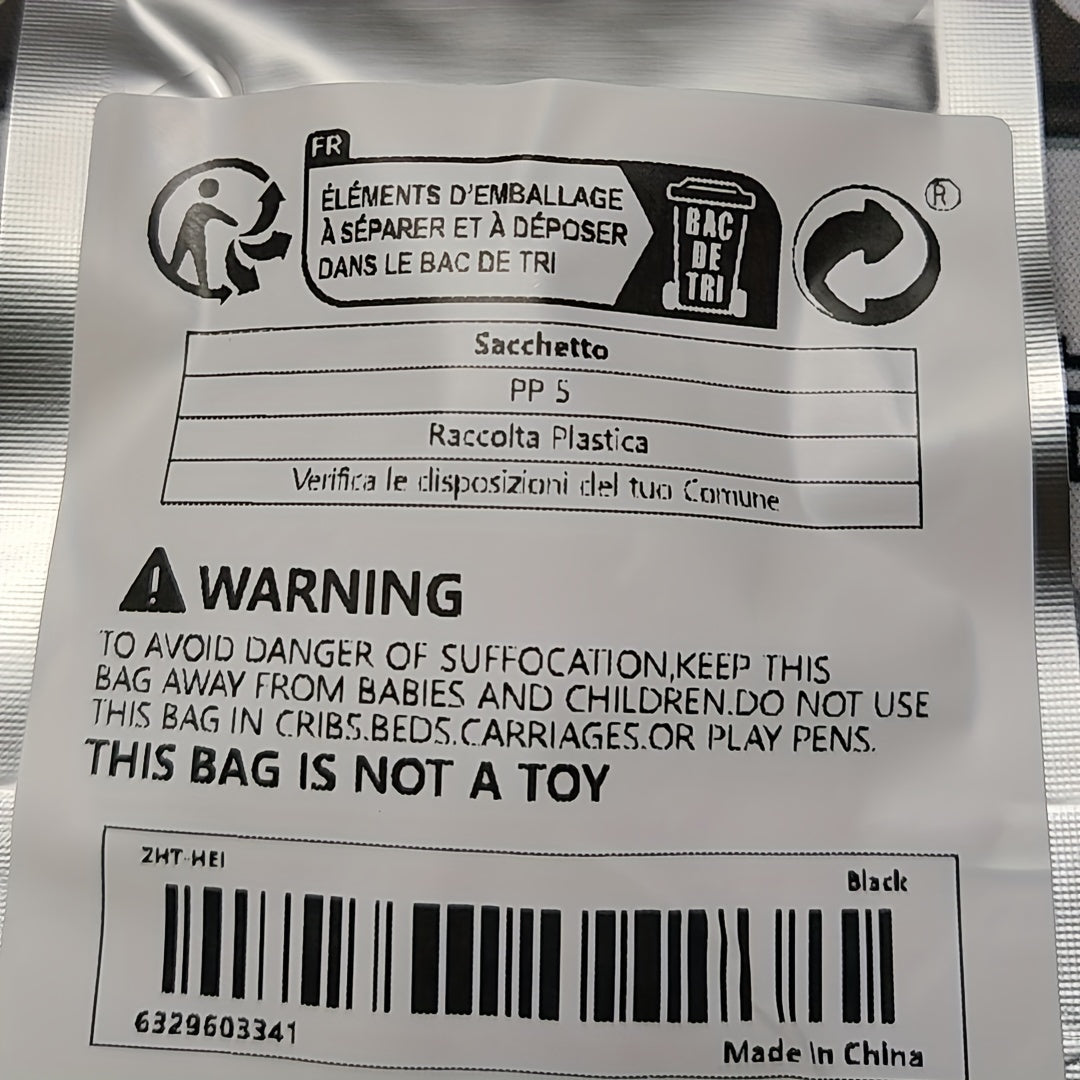 FR
ÉLÉMENTS D'EMBALLAGE
À SÉPARER ET À DÉPOSER
DANS LE BAC DE TRI
BAC
DE
TRI
®
Sacchetto
PP 5
Raccolta Plastica
Verifica le disposizioni del tuo Comune
WARNING
TO AVOID DANGER OF SUFFOCATION,KEEP THIS
BAG AWAY FROM BABIES AND CHILDREN.DO NOT USE
THIS BAG IN CRIBS.BEDS.CARRIAGES.OR PLAY PENS.
THIS BAG IS NOT A TOY
ZHT-HEI
Black
6329603341
Made In China